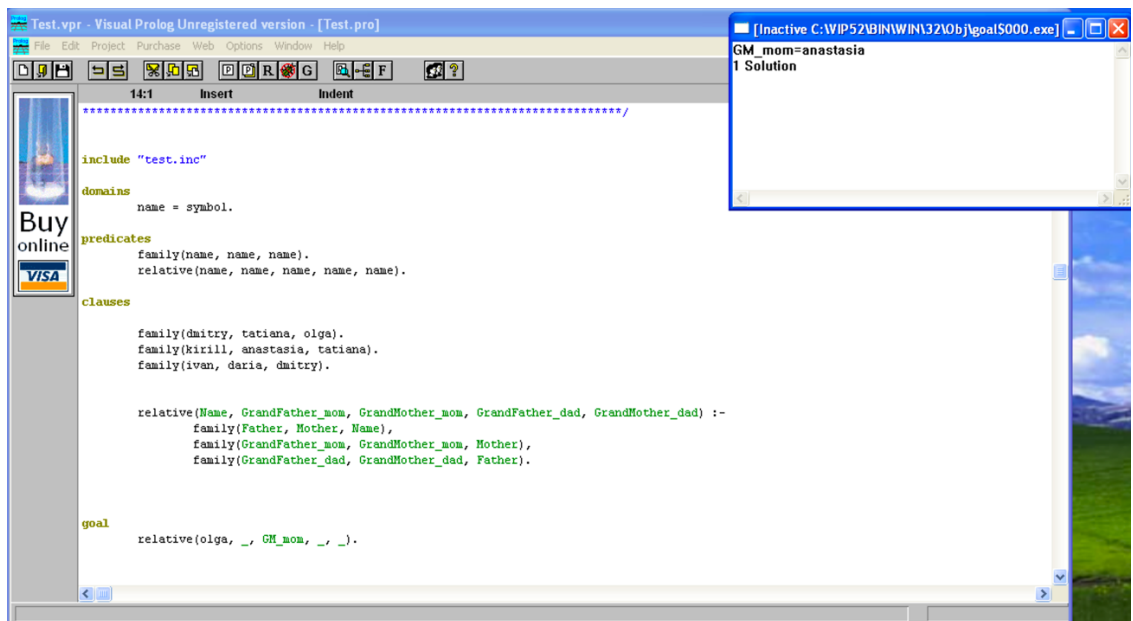 Test.vpr - Visual Prolog Unregistered version - [Test.pro]
File Edit Project Purchase Web Options Window Help
P R G F ?
14:1 Insert Indent
******************************************************************************/
include "test.inc"
domains
name = symbol.
predicates
family(name, name, name).
relative(name, name, name, name, name).
clauses
family(dmitry, tatiana, olga).
family(kirill, anastasia, tatiana).
family(ivan, daria, dmitry).
relative(Name, GrandFather_mom, GrandMother_mom, GrandFather_dad, GrandMother_dad) :-
family(Father, Mother, Name),
family(GrandFather_mom, GrandMother_mom, Mother),
family(GrandFather_dad, GrandMother_dad, Father).
goal
relative(olga, _, GM_mom, _, _).
Buy
online
VISA
[Inactive C:\VIP52\BIN\WIN\32\Obj\goal$000.exe]
GM_mom=anastasia
1 Solution